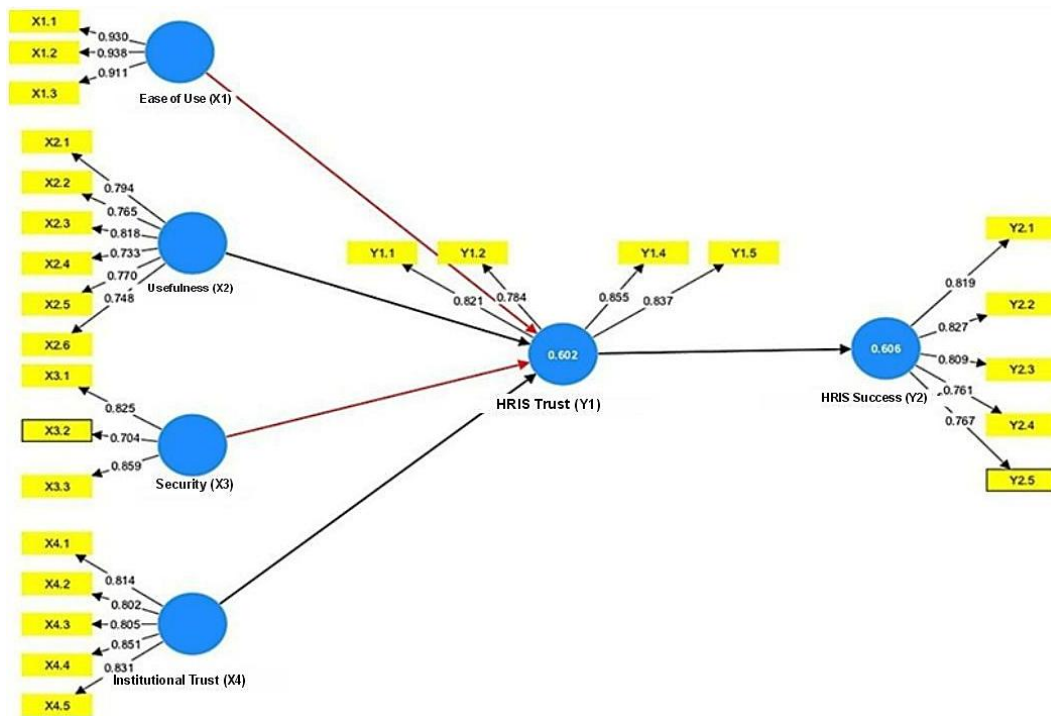 X1.1
0.930
X1.2
0.938
X1.3
0.911
Ease of Use (X1)
X2.1
0.794
X2.2
0.765
X2.3
0.818
X2.4
0.733
X2.5
0.770
X2.6
0.748
Usefulness (X2)
X3.1
0.825
X3.2
0.704
X3.3
0.859
Security (X3)
X4.1
0.814
X4.2
0.802
X4.3
0.805
X4.4
0.851
X4.5
0.831
Institutional Trust (X4)
Y1.1
Y1.2
Y1.4
Y1.5
0.821
0.784
0.855
0.837
0.602
HRIS Trust (Y1)
0.606
HRIS Success (Y2)
Y2.1
0.819
Y2.2
0.827
Y2.3
0.809
Y2.4
0.761
Y2.5
0.767